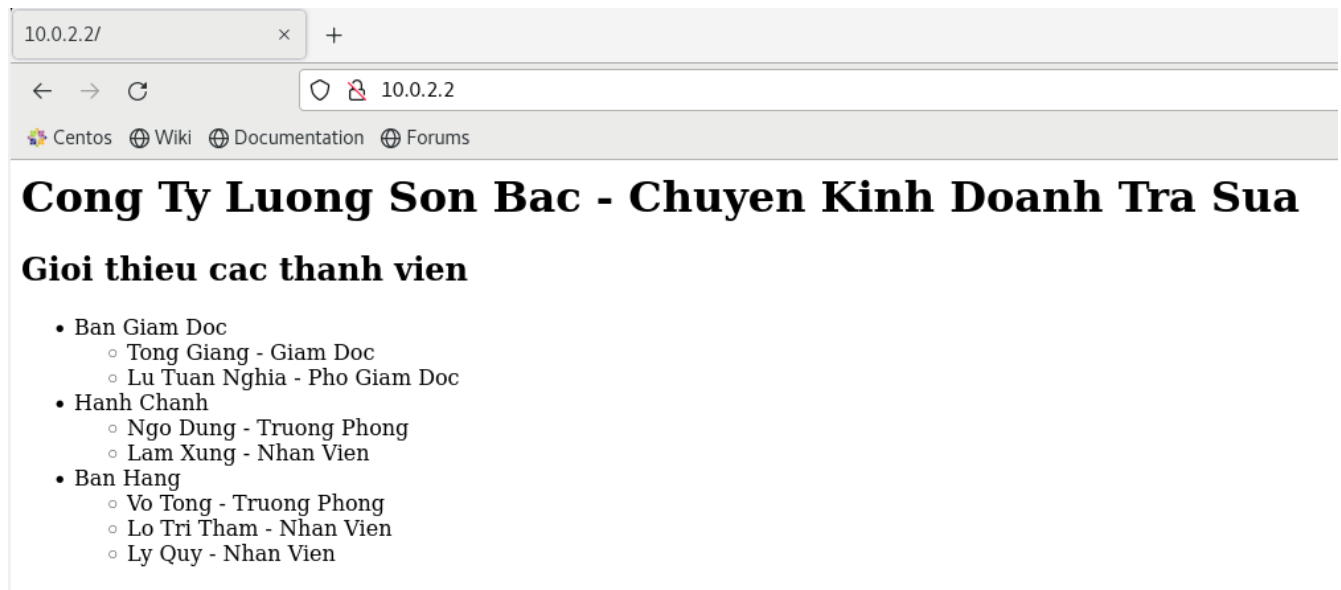 10.0.2.2/
10.0.2.2
Centos Wiki Documentation Forums
Cong Ty Luong Son Bac - Chuyen Kinh Doanh Tra Sua
Gioi thieu cac thanh vien
Ban Giam Doc
Tong Giang - Giam Doc
Lu Tuan Nghia - Pho Giam Doc
Hanh Chanh
Ngo Dung - Truong Phong
Lam Xung - Nhan Vien
Ban Hang
Vo Tong - Truong Phong
Lo Tri Tham - Nhan Vien
Ly Quy - Nhan Vien